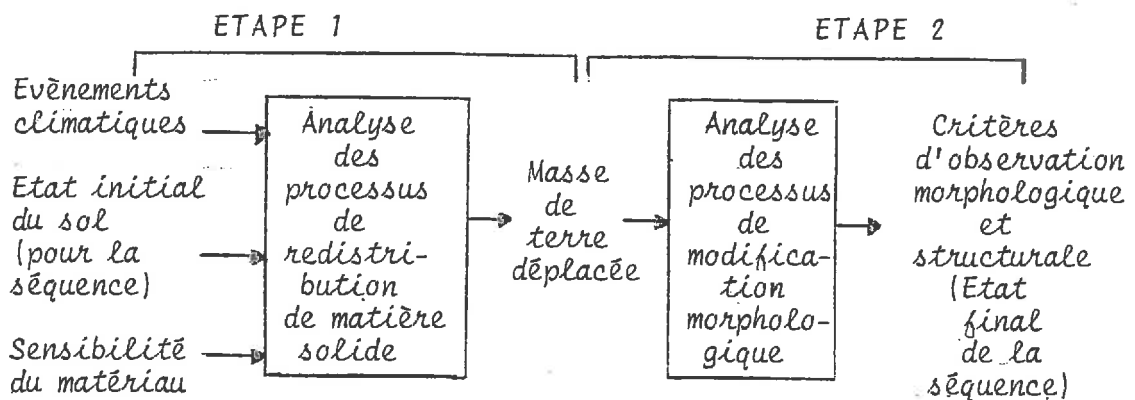 ETAPE 1
ETAPE 2
Evènements
climatiques
Etat initial
du sol
(pour la
séquence)
Sensibilité
du matériau
Analyse
des
processus
de
redistri-
bution
de matière
solide
Masse
de
terre
déplacée
Analyse
des
processus
de
modifica-
tion
morpholo-
gique
Critères
d'observation
morphologique
et
structurale
(Etat
final
de la
séquence)